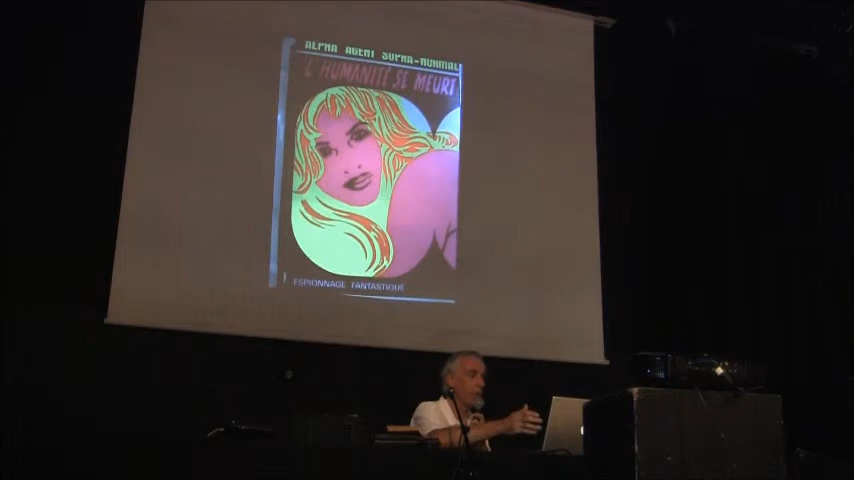 ALPHA AGENT SUPRA-NORMAL
L'HUMANITÉ SE MEURT
ESPIONNAGE FANTASTIQUE